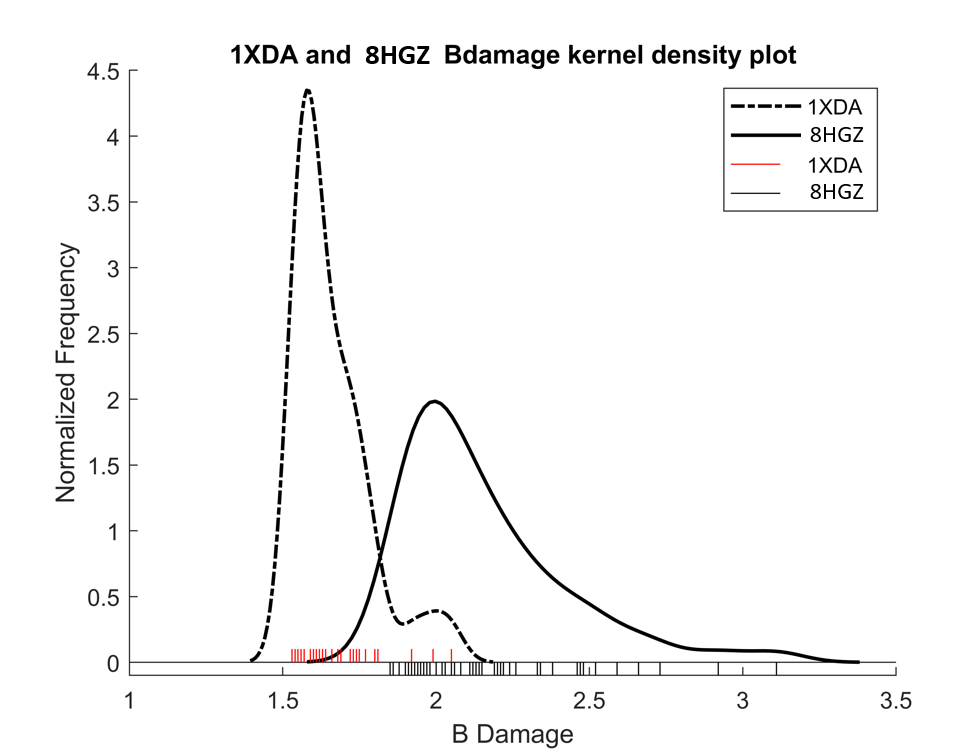 1XDA and 8HGZ Bdamage kernel density plot
1XDA
8HGZ
1XDA
8HGZ
Normalized Frequency
4.5
4
3.5
3
2.5
2
1.5
1
0.5
0
1 1.5 2 2.5 3 3.5
B Damage